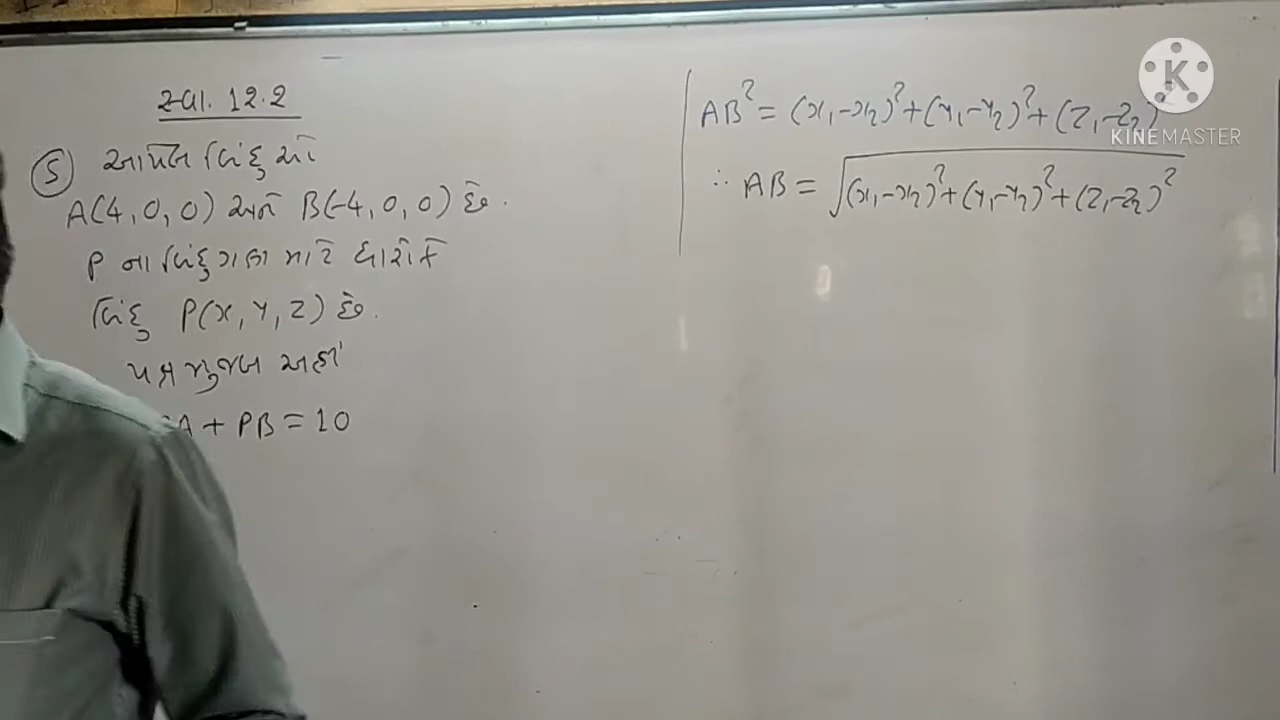 સ્વા. 12.2
⑤ આપેલ બિંદુઓ
A(4, 0, 0) અને B(-4, 0, 0) છે.
P ના બિંદુગણ માટે ધારોકે
બિંદુ P(x, y, z) છે.
પ્રશ્ન મુજબ અહીં
A + PB = 10
AB² = (x₁-x₂)² + (y₁-y₂)² + (z₁-z₂)
∴ AB = √(x₁-x₂)² + (y₁-y₂)² + (z₁-z₂)²
K
KINEMASTER